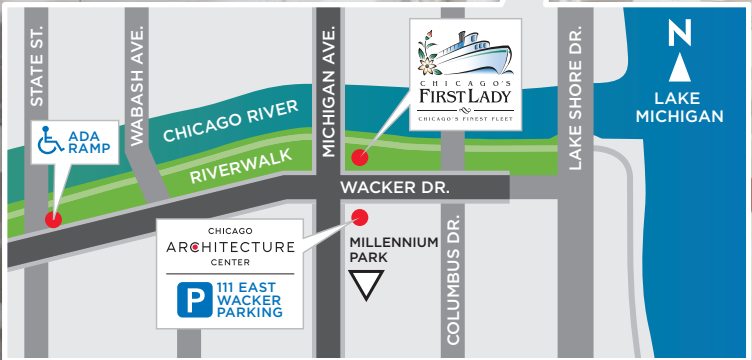 STATE ST.
WABASH AVE.
MICHIGAN AVE.
CHICAGO'S
FIRST LADY
CHICAGO'S FINEST FLEET
LAKE SHORE DR.
N
LAKE
MICHIGAN
CHICAGO RIVER
ADA
RAMP
RIVERWALK
WACKER DR.
CHICAGO
ARCHITECTURE
CENTER
P
111 EAST
WACKER
PARKING
MILLENNIUM
PARK
COLUMBUS DR.